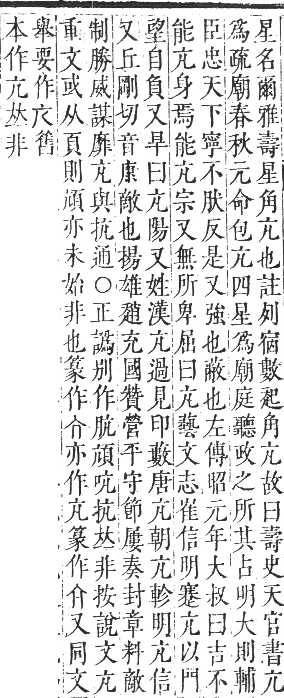 星名爾雅壽星角亢也註列宿數起角亢故曰壽史天官書亢
爲疏廟春秋元命包亢四星爲廟庭聽政之所其占明大則輔
臣忠天下寧不肰反是又強也蔽也左傳昭元年大叔曰吉不
能亢身焉能亢宗又無所卑屈曰亢藝文志崔信明蹇亢以門
望自負又旱曰亢陽又姓漢亢過見印藪唐亢朝亢軫明亢信
又丘剛切音康敵也揚雄趙充國贊營平守節屢奏封章料敵
制勝威謀靡亢與抗通○正譌別作肮頏吭抗𠀤非按說文亢
重文或从頁則頏亦未始非也篆作介亦作亢篆作介又同文
舉要作亢舊
本作亢𠀤非